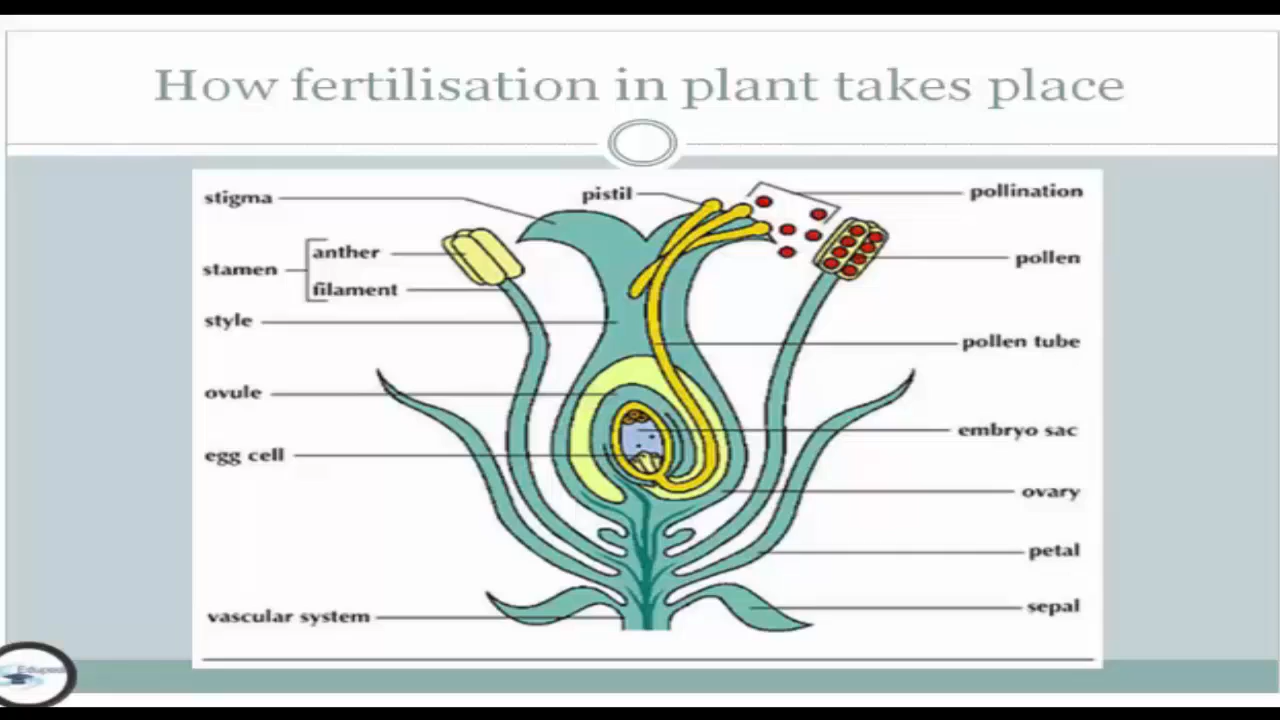 How fertilisation in plant takes place
stigma
pistil
pollination
anther
stamen
filament
pollen
style
pollen tube
ovule
embryo sac
egg cell
ovary
petal
sepal
vascular system